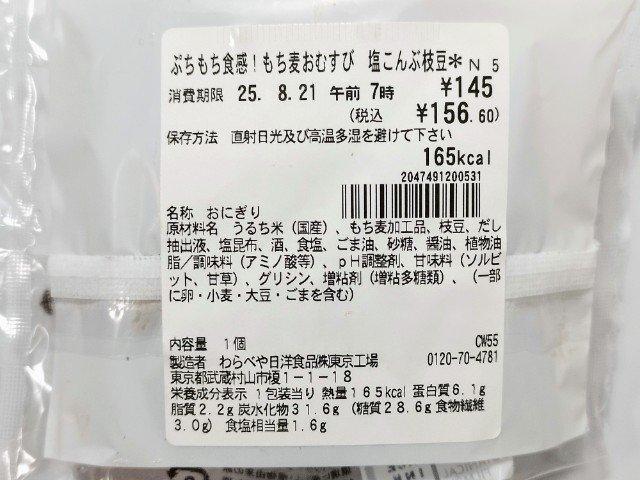 ぷちもち食感!もち麦おむすび 塩こんぶ枝豆*N 5
消費期限 25. 8.21 午前 7時 ¥145
(税込 ¥156.60)
保存方法 直射日光及び高温多湿を避けて下さい
165kcal
2047491200531
名称 おにぎり
原材料名 うるち米(国産)、もち麦加工品、枝豆、だし
抽出液、塩昆布、酒、食塩、ごま油、砂糖、醤油、植物油
脂/調味料(アミノ酸等)、pH調整剤、甘味料(ソルビ
ット、甘草)、グリシン、増粘剤(増粘多糖類)、(一部
に卵・小麦・大豆・ごまを含む)
内容量 1個 CW55
製造者 わらべや日洋食品(株)東京工場 0120-70-4781
東京都武蔵村山市榎1-1-18
栄養成分表示 1包装当り 熱量165kcal 蛋白質6.1g
脂質2.2g 炭水化物31.6g (糖質28.6g 食物繊維
3.0g) 食塩相当量1.6g